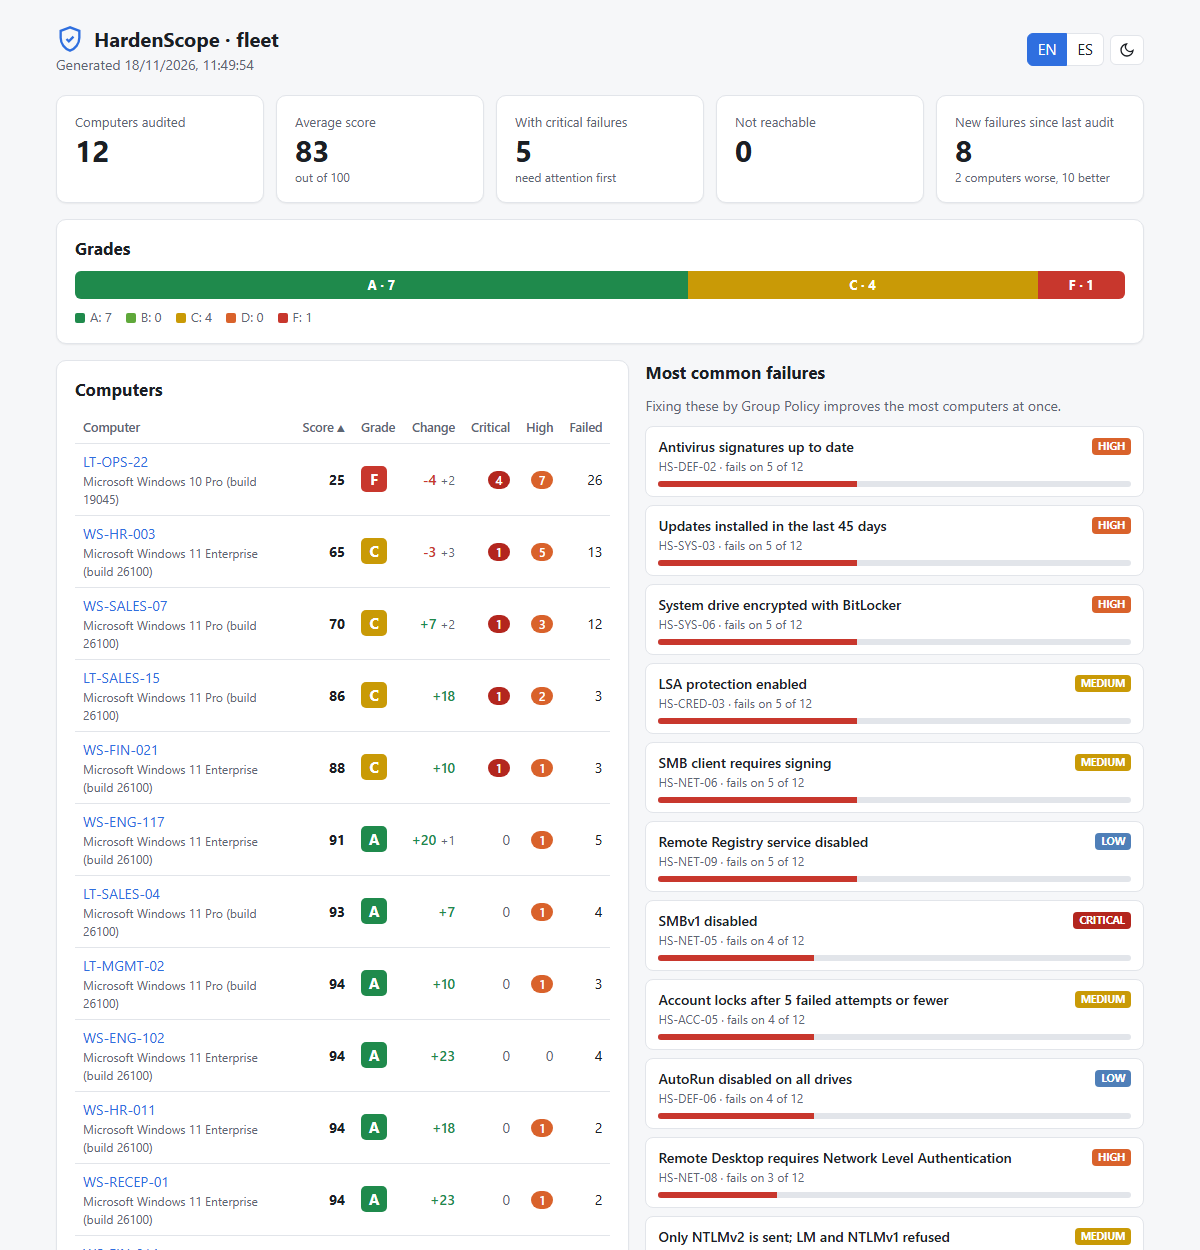 HardenScope · fleet
Generated 18/11/2026, 11:49:54
EN ES
Computers audited
12
Average score
83
out of 100
With critical failures
5
need attention first
Not reachable
0
New failures since last audit
8
2 computers worse, 10 better
Grades
A · 7 C · 4 F · 1
A: 7 B: 0 C: 4 D: 0 F: 1
Computers
Computer Score ▲ Grade Change Critical High Failed
LT-OPS-22
Microsoft Windows 10 Pro (build
19045)
25 F -4 +2 4 7 26
WS-HR-003
Microsoft Windows 11 Enterprise
(build 26100)
65 C -3 +3 1 5 13
WS-SALES-07
Microsoft Windows 11 Pro (build
26100)
70 C +7 +2 1 3 12
LT-SALES-15
Microsoft Windows 11 Pro (build
26100)
86 C +18 1 2 3
WS-FIN-021
Microsoft Windows 11 Enterprise
(build 26100)
88 C +10 1 1 3
WS-ENG-117
Microsoft Windows 11 Enterprise
(build 26100)
91 A +20 +1 0 1 5
LT-SALES-04
Microsoft Windows 11 Pro (build
26100)
93 A +7 0 1 4
LT-MGMT-02
Microsoft Windows 11 Pro (build
26100)
94 A +10 0 1 3
WS-ENG-102
Microsoft Windows 11 Enterprise
(build 26100)
94 A +23 0 0 4
WS-HR-011
Microsoft Windows 11 Enterprise
(build 26100)
94 A +18 0 1 2
WS-RECEP-01
Microsoft Windows 11 Enterprise
(build 26100)
94 A +23 0 1 2
Most common failures
Fixing these by Group Policy improves the most computers at once.
Antivirus signatures up to date HIGH
HS-DEF-02 · fails on 5 of 12
Updates installed in the last 45 days HIGH
HS-SYS-03 · fails on 5 of 12
System drive encrypted with BitLocker HIGH
HS-SYS-06 · fails on 5 of 12
LSA protection enabled MEDIUM
HS-CRED-03 · fails on 5 of 12
SMB client requires signing MEDIUM
HS-NET-06 · fails on 5 of 12
Remote Registry service disabled LOW
HS-NET-09 · fails on 5 of 12
SMBv1 disabled CRITICAL
HS-NET-05 · fails on 4 of 12
Account locks after 5 failed attempts or fewer MEDIUM
HS-ACC-05 · fails on 4 of 12
AutoRun disabled on all drives LOW
HS-DEF-06 · fails on 4 of 12
Remote Desktop requires Network Level Authentication HIGH
HS-NET-08 · fails on 3 of 12
Only NTLMv2 is sent; LM and NTLMv1 refused MEDIUM